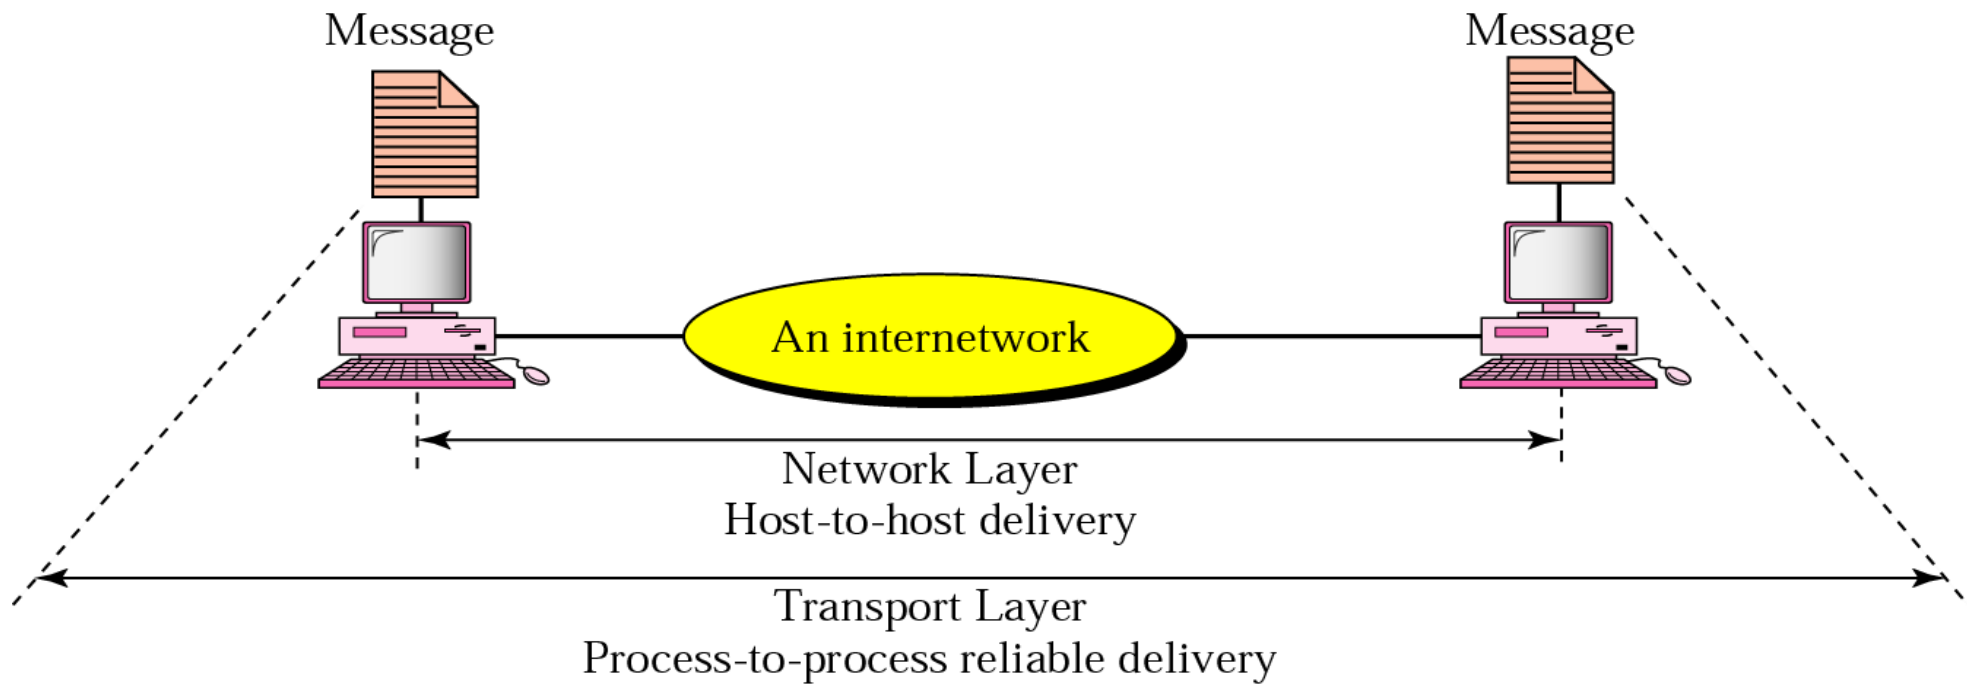 Message
Message
An internetwork
Network Layer
Host-to-host delivery
Transport Layer
Process-to-process reliable delivery